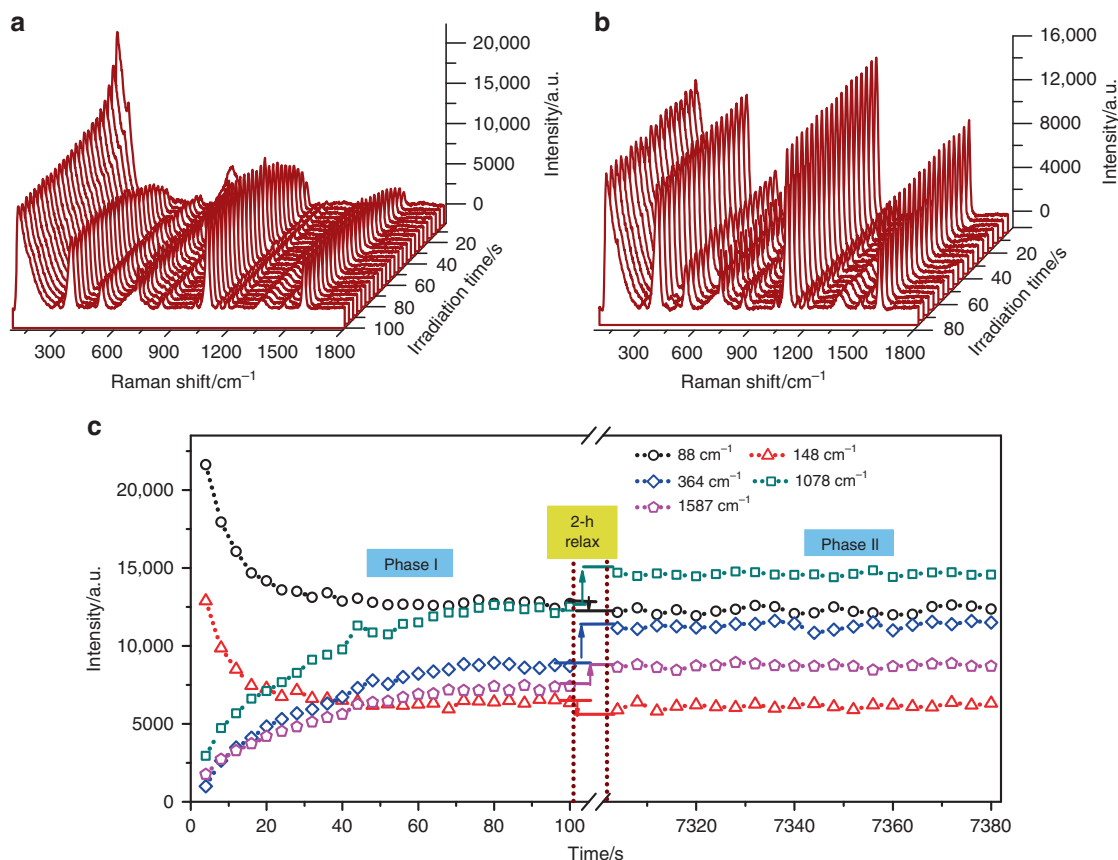 a
20,000
15,000
10,000
5000
0
Intensity/a.u.
20
40
60
80
100
Irradiation time/s
300 600 900 1200 1500 1800
Raman shift/cm⁻¹
b
16,000
12,000
8000
4000
0
Intensity/a.u.
20
40
60
80
Irradiation time/s
300 600 900 1200 1500 1800
Raman shift/cm⁻¹
c
20,000
15,000
10,000
5000
0
Intensity/a.u.
88 cm⁻¹ 148 cm⁻¹
364 cm⁻¹ 1078 cm⁻¹
1587 cm⁻¹
Phase I
2-h
relax
Phase II
0 20 40 60 80 100 7320 7340 7360 7380
Time/s